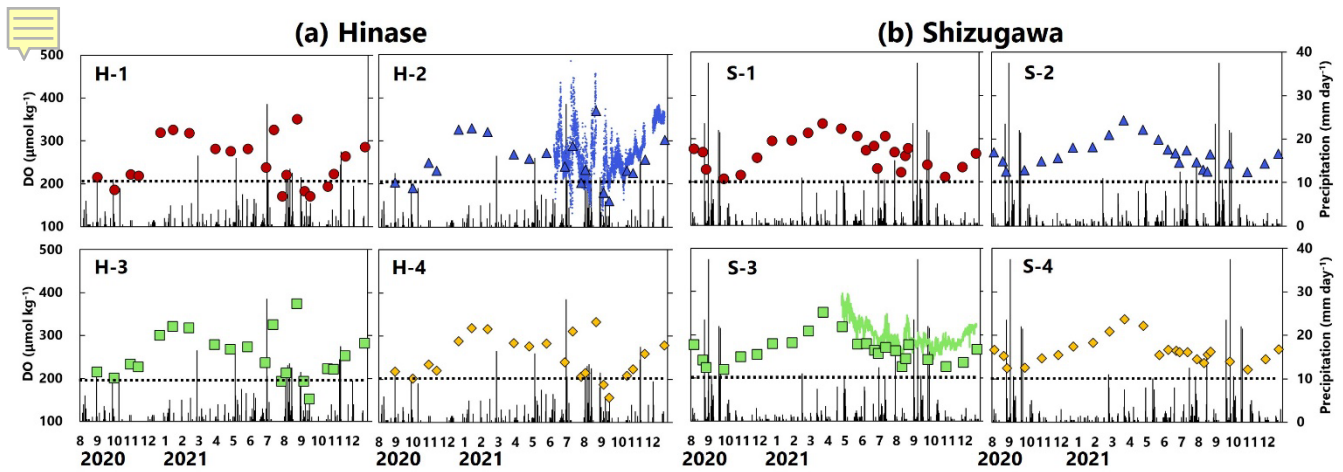 (a) Hinase
(b) Shizugawa
500
400
300
200
100
DO (μmol kg⁻¹)
H-1
H-2
S-1
S-2
40
30
20
10
0
Precipitation (mm day⁻¹)
500
400
300
200
100
DO (μmol kg⁻¹)
H-3
H-4
S-3
S-4
40
30
20
10
0
Precipitation (mm day⁻¹)
8 9 10 11 12 1 2 3 4 5 6 7 8 9 10 11 12
8 9 10 11 12 1 2 3 4 5 6 7 8 9 10 11 12
8 9 10 11 12 1 2 3 4 5 6 7 8 9 10 11 12
8 9 10 11 12 1 2 3 4 5 6 7 8 9 10 11 12
2020 2021
2020 2021
2020 2021
2020 2021